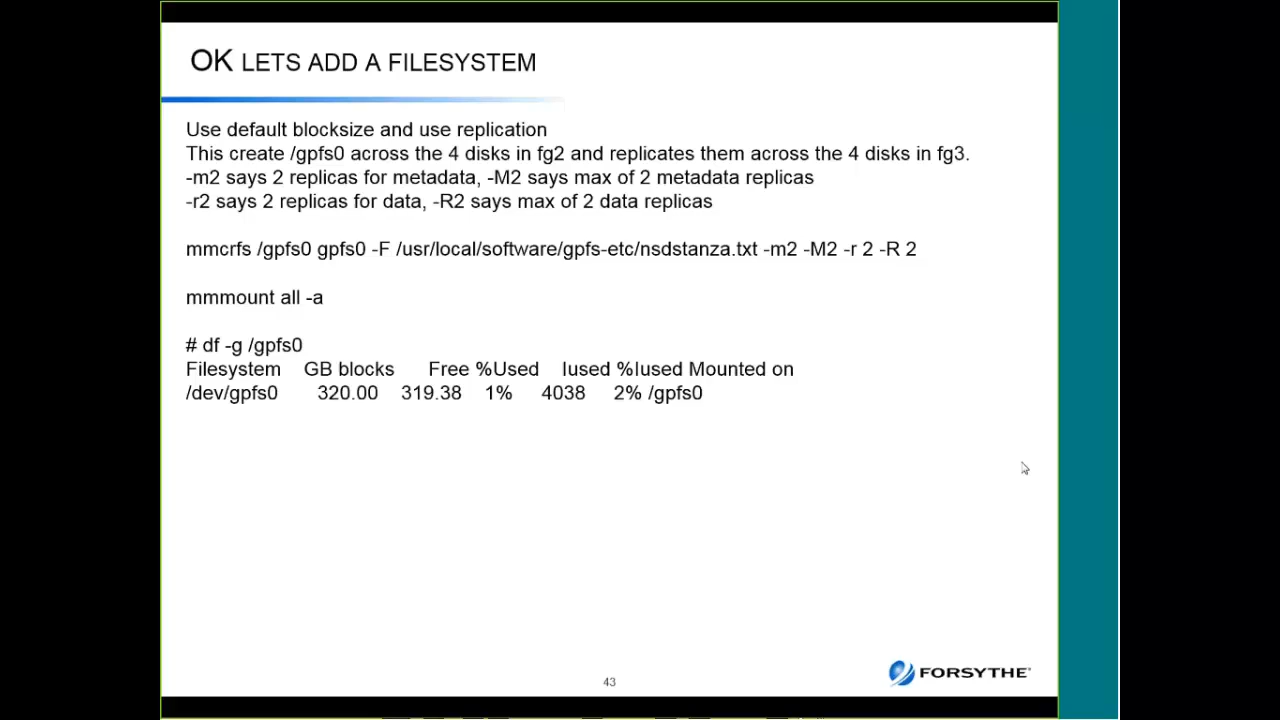 OK LETS ADD A FILESYSTEM
Use default blocksize and use replication
This create /gpfs0 across the 4 disks in fg2 and replicates them across the 4 disks in fg3.
-m2 says 2 replicas for metadata, -M2 says max of 2 metadata replicas
-r2 says 2 replicas for data, -R2 says max of 2 data replicas
mmcrfs /gpfs0 gpfs0 -F /usr/local/software/gpfs-etc/nsdstanza.txt -m2 -M2 -r 2 -R 2
mmmount all -a
# df -g /gpfs0
Filesystem GB blocks Free %Used Iused %Iused Mounted on
/dev/gpfs0 320.00 319.38 1% 4038 2% /gpfs0
43
FORSYTHE